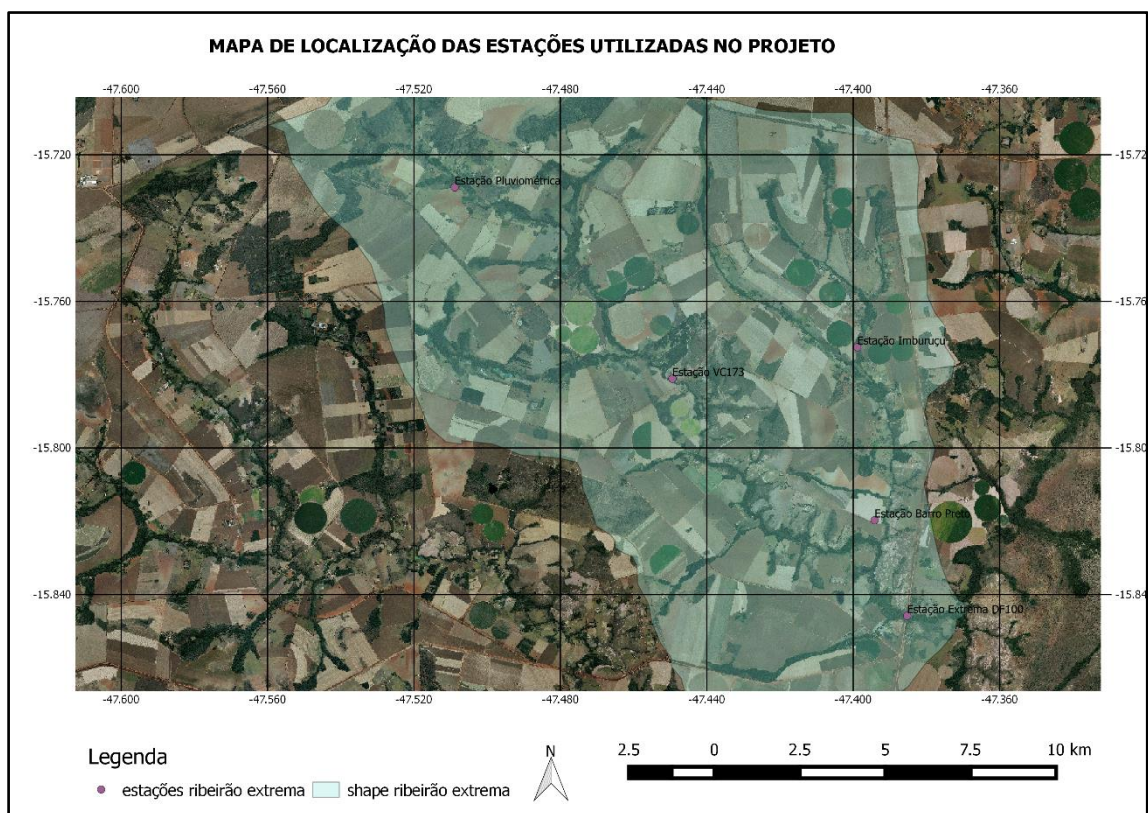 MAPA DE LOCALIZAÇÃO DAS ESTAÇÕES UTILIZADAS NO PROJETO
-47.600 -47.560 -47.520 -47.480 -47.440 -47.400 -47.360
-15.720 -15.720
Estação Pluviométrica
-15.760 -15.760
Estação Imburuçu
Estação VC173
-15.800 -15.800
Estação Barro Preto
-15.840 -15.840
Estação Extrema DF100
-47.600 -47.560 -47.520 -47.480 -47.440 -47.400 -47.360
Legenda
estações ribeirão extrema shape ribeirão extrema
N
2.5 0 2.5 5 7.5 10 km